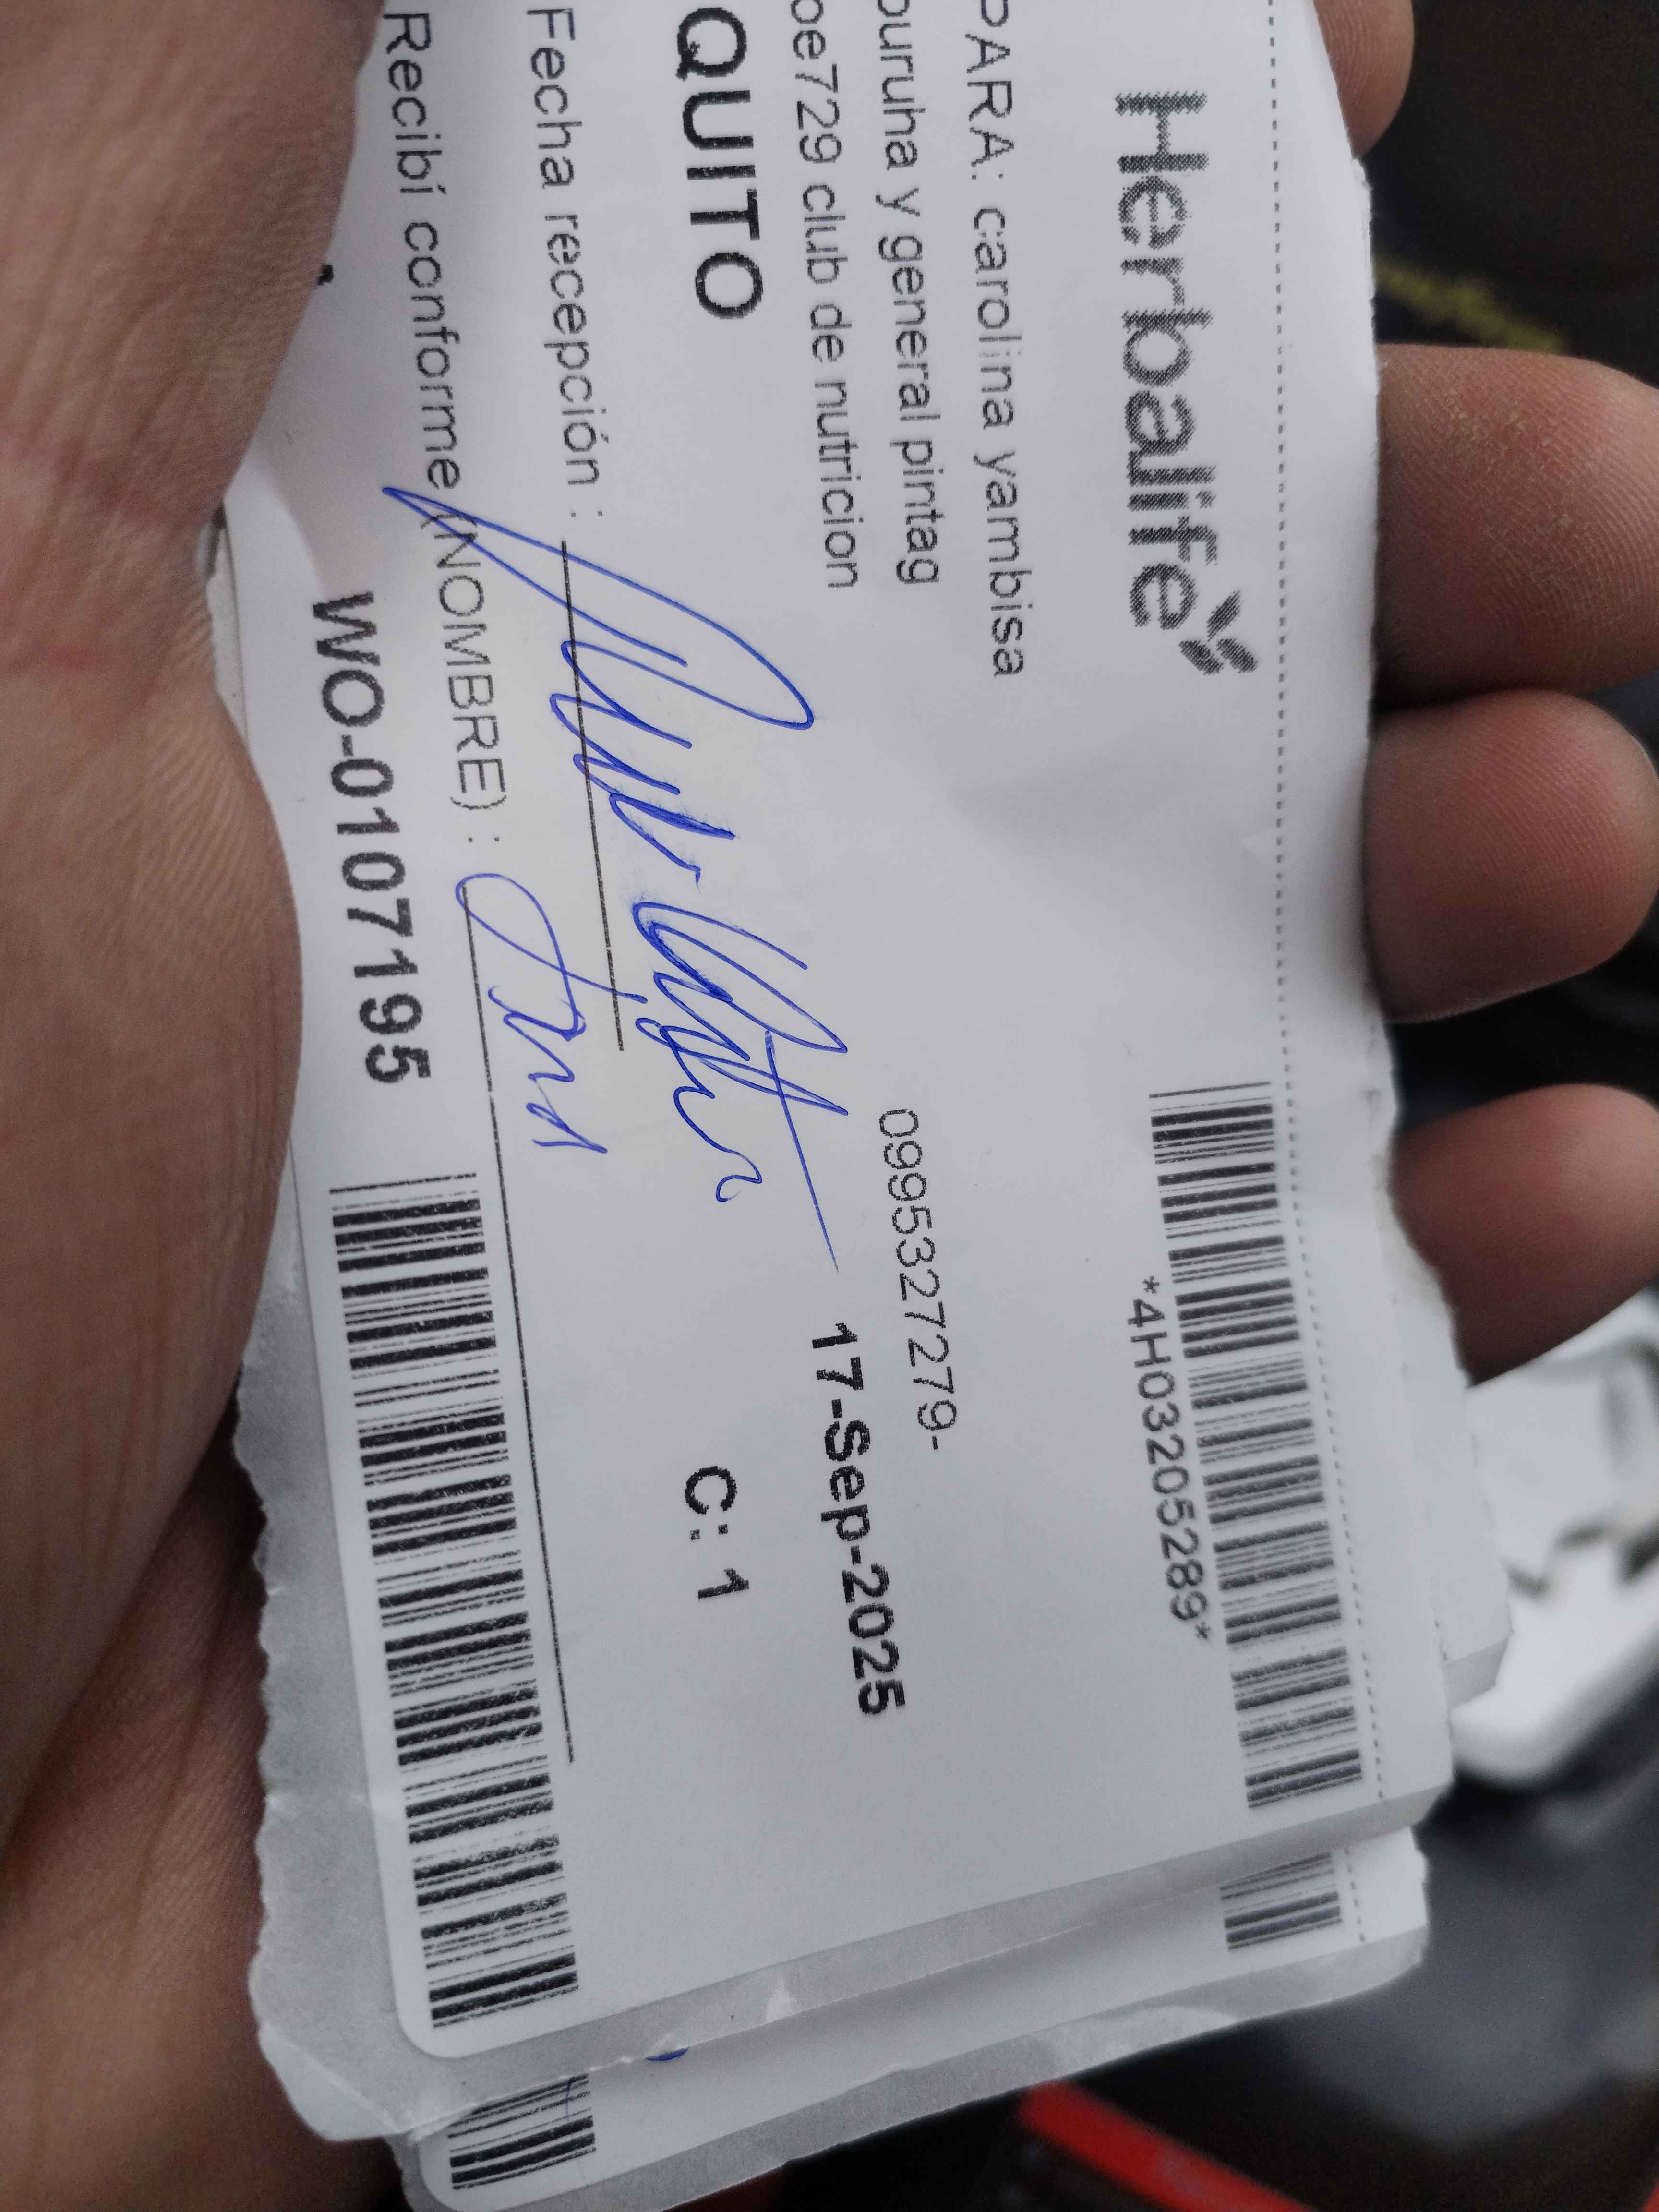 Herbalife
*4H03205289*
PARA: carolina yambisa
puruha y general pintag
0995327279-
oe729 club de nutricion
17-Sep-2025
QUITO
C: 1
Fecha recepción :
Recibí conforme (NOMBRE) :
WO-0107195